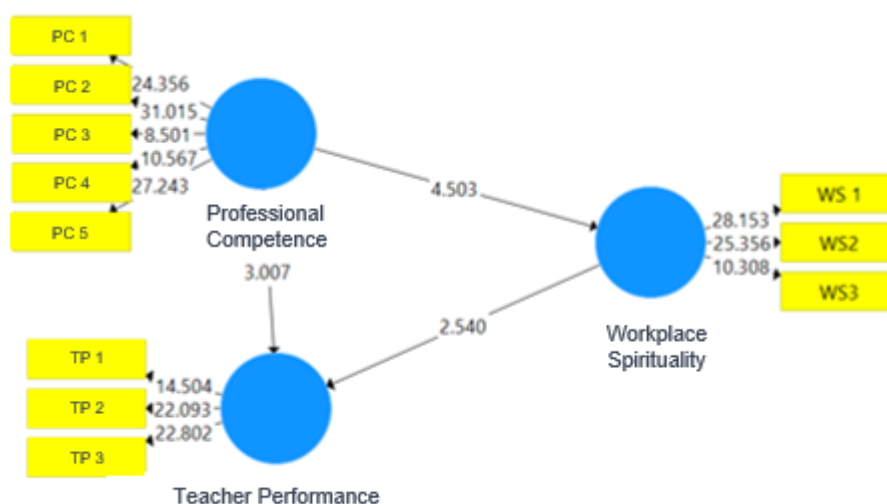 PC 1
24.356
PC 2
31.015
PC 3
8.501
10.567
PC 4
27.243
PC 5
Professional
Competence
4.503
WS 1
28.153
WS2
25.356
10.308
WS3
3.007
2.540
Workplace
Spirituality
TP 1
14.504
TP 2
22.093
22.802
TP 3
Teacher Performance